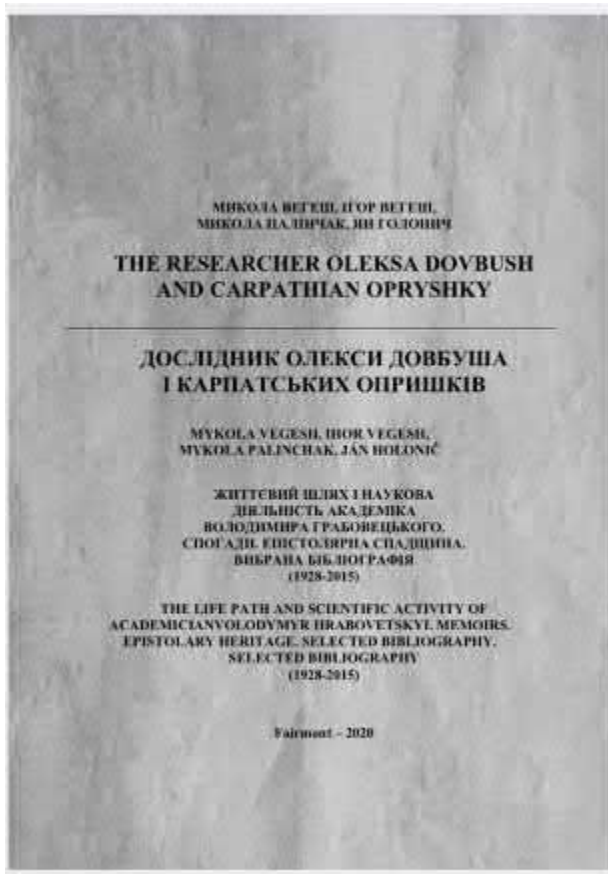 МИКОЛА ВЕГЕШ, ІГОР ВЕГЕШ,
МИКОЛА ПАЛІНЧАК, ЯН ГОЛОНИЧ
THE RESEARCHER OLEKSA DOVBUSH
AND CARPATHIAN OPRYSHKY
ДОСЛІДНИК ОЛЕКСИ ДОВБУША
І КАРПАТСЬКИХ ОПРИШКІВ
MYKOLA VEGESH, IHOR VEGESH,
MYKOLA PALINCHAK, JÁN HOLONIČ
ЖИТТЄВИЙ ШЛЯХ І НАУКОВА
ДІЯЛЬНІСТЬ АКАДЕМІКА
ВОЛОДИМИРА ГРАБОВЕЦЬКОГО.
СПОГАДИ. ЕПІСТОЛЯРНА СПАДЩИНА.
ВИБРАНА БІБЛІОГРАФІЯ
(1928-2015)
THE LIFE PATH AND SCIENTIFIC ACTIVITY OF
ACADEMICIANVOLODYMYR HRABOVETSKYI. MEMOIRS.
EPISTOLARY HERITAGE. SELECTED BIBLIOGRAPHY.
SELECTED BIBLIOGRAPHY
(1928-2015)
Fairmont – 2020